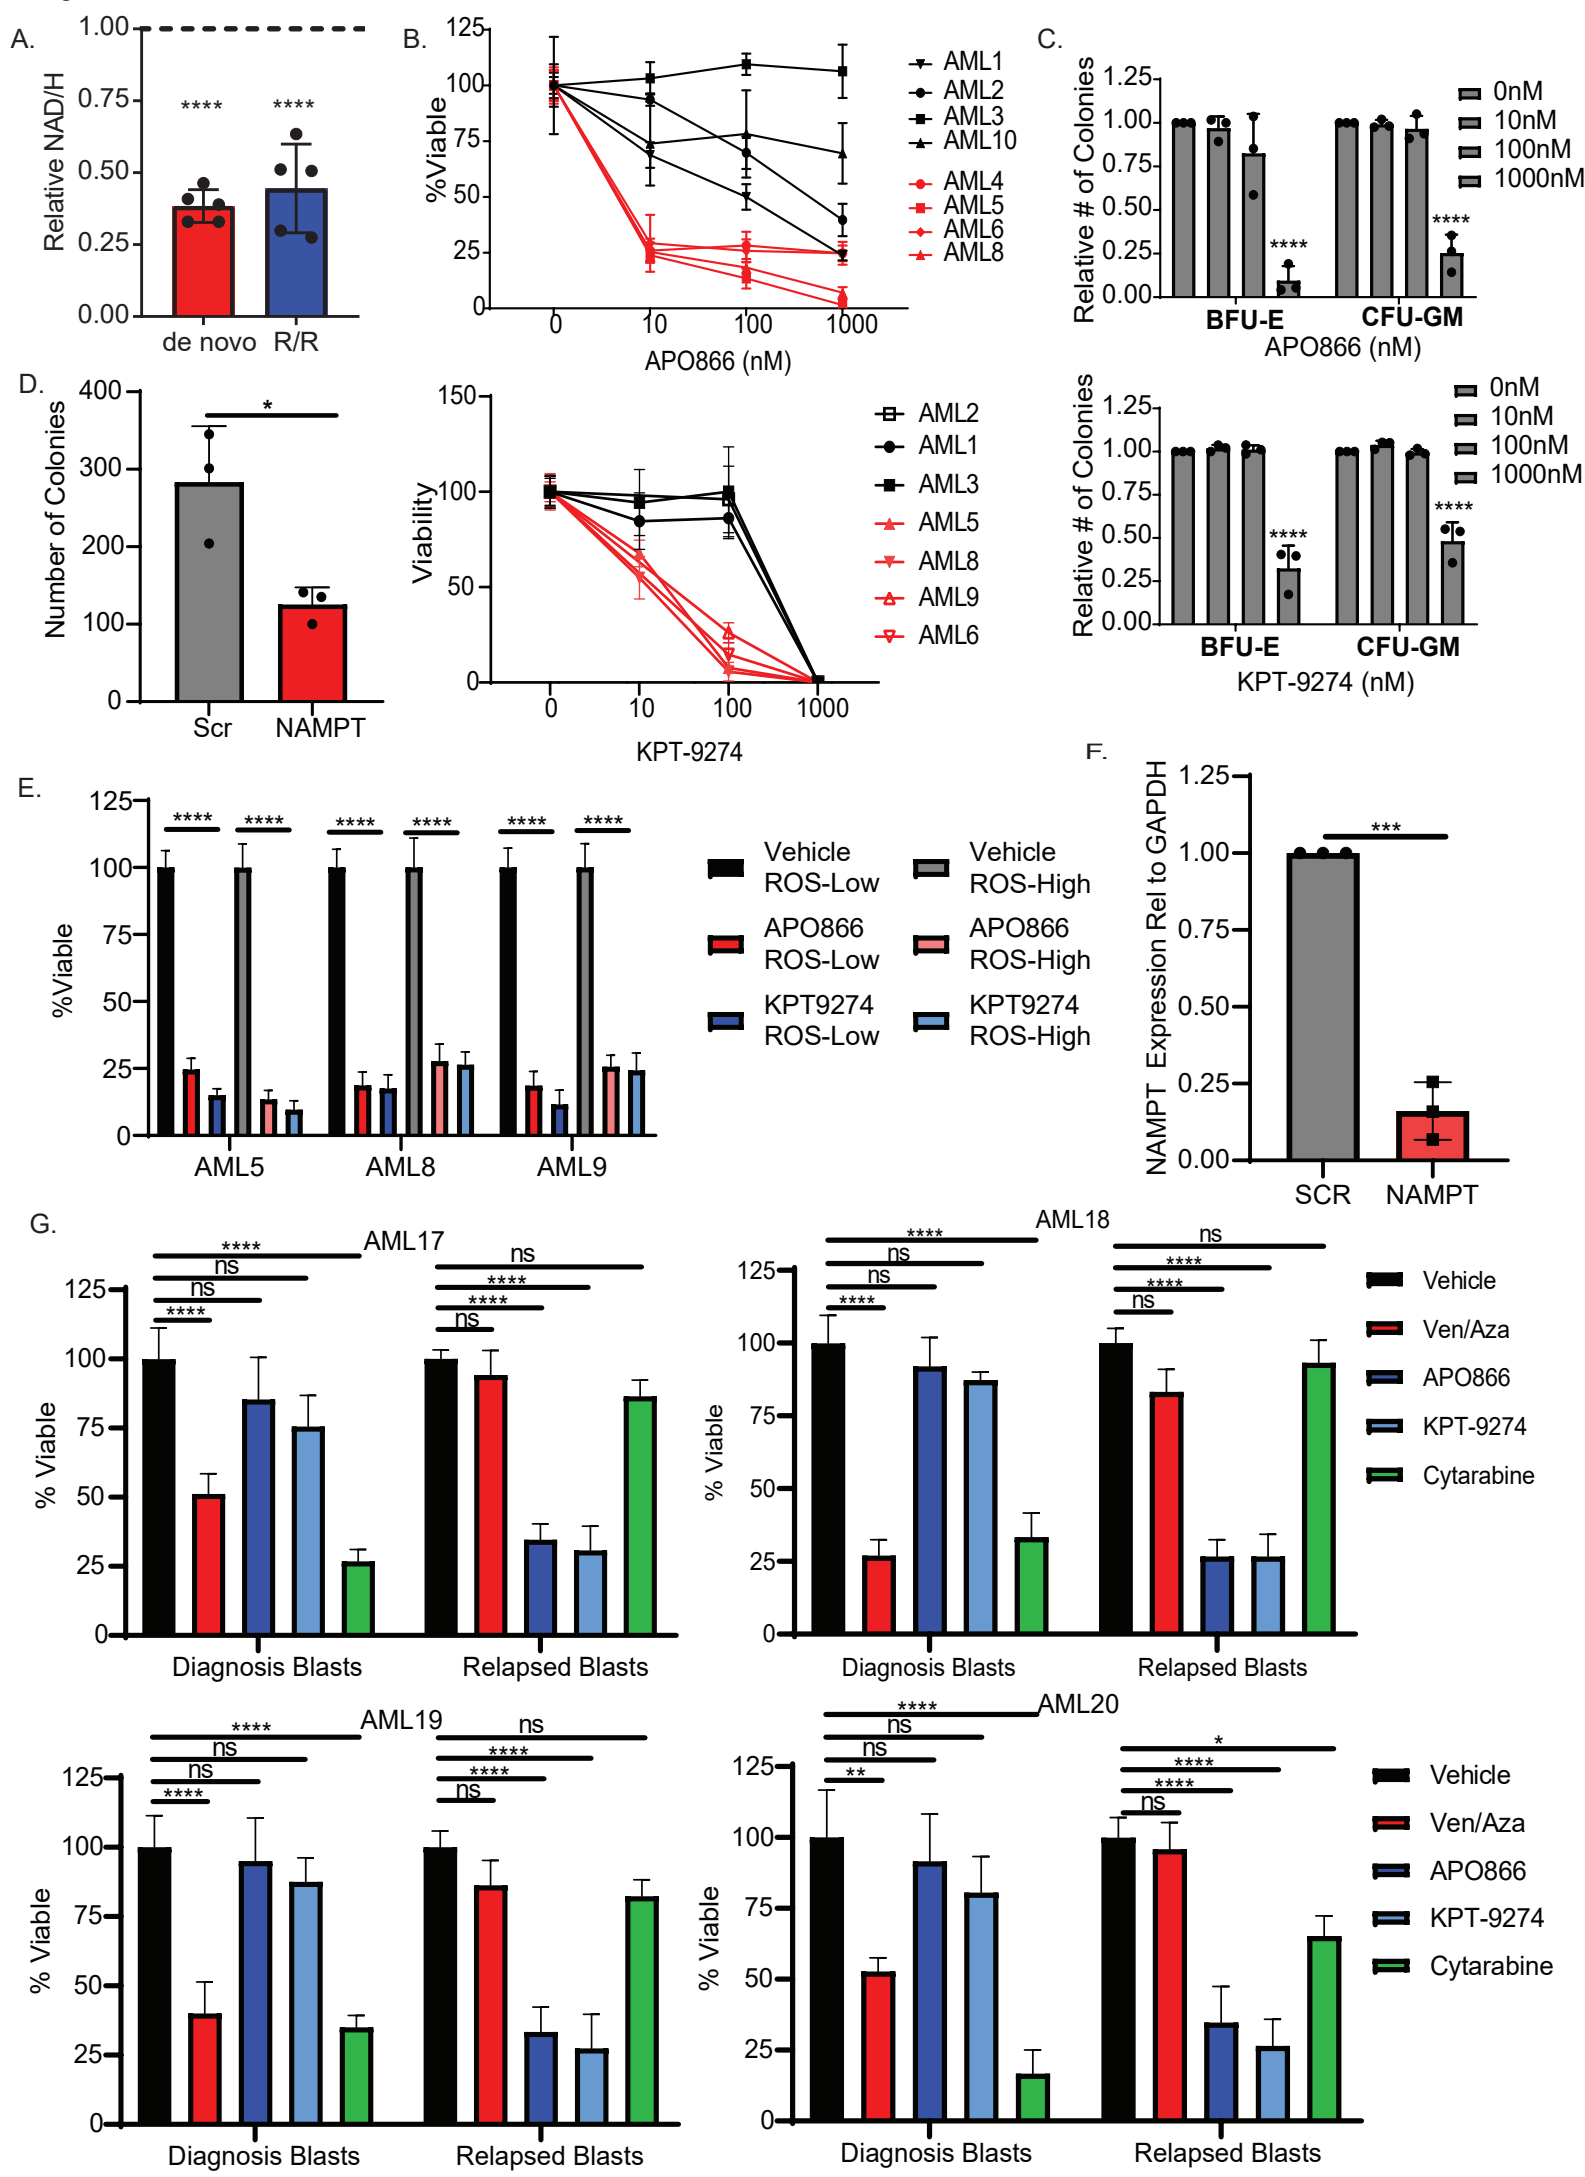 A.
1.00
0.75
0.50
0.25
0.00
Relative NAD/H
****
****
de novo
R/R
B.
125
100
75
50
25
0
%Viable
0
10
100
1000
APO866 (nM)
AML1
AML2
AML3
AML10
AML4
AML5
AML6
AML8
150
100
50
0
Viability
0
10
100
1000
KPT-9274
AML2
AML1
AML3
AML5
AML8
AML9
AML6
C.
1.25
1.00
0.75
0.50
0.25
0.00
Relative # of Colonies
****
****
BFU-E
CFU-GM
APO866 (nM)
0nM
10nM
100nM
1000nM
1.25
1.00
0.75
0.50
0.25
0.00
Relative # of Colonies
****
****
BFU-E
CFU-GM
KPT-9274 (nM)
0nM
10nM
100nM
1000nM
D.
400
300
200
100
0
Number of Colonies
*
Scr
NAMPT
E.
125
100
75
50
25
0
%Viable
****
****
****
****
****
****
AML5
AML8
AML9
Vehicle
ROS-Low
APO866
ROS-Low
KPT9274
ROS-Low
Vehicle
ROS-High
APO866
ROS-High
KPT9274
ROS-High
1.25
1.00
0.75
0.50
0.25
0.00
NAMPT Expression Rel to GAPDH
***
SCR
NAMPT
G.
AML17
125
100
75
50
25
0
% Viable
****
ns
ns
****
ns
****
****
ns
Diagnosis Blasts
Relapsed Blasts
AML18
125
100
75
50
25
0
% Viable
****
ns
ns
****
ns
****
****
ns
Diagnosis Blasts
Relapsed Blasts
Vehicle
Ven/Aza
APO866
KPT-9274
Cytarabine
AML19
125
100
75
50
25
0
% Viable
****
ns
ns
****
ns
****
****
ns
Diagnosis Blasts
Relapsed Blasts
AML20
125
100
75
50
25
0
% Viable
****
ns
ns
**
*
****
****
ns
Diagnosis Blasts
Relapsed Blasts
Vehicle
Ven/Aza
APO866
KPT-9274
Cytarabine